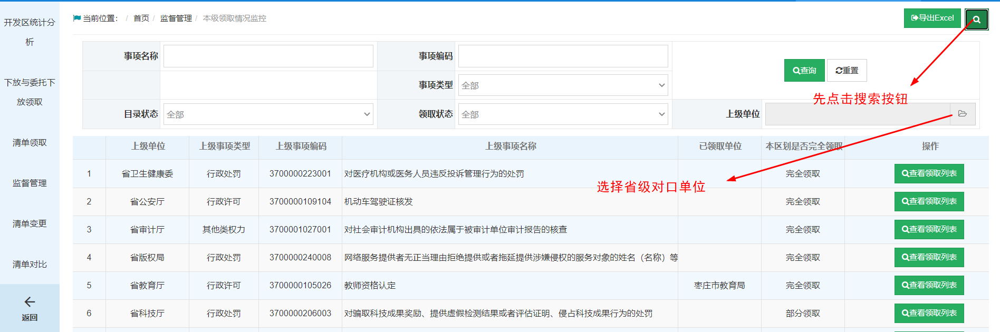 当前位置： / 首页 / 监督管理 / 本级领取情况监控
导出Excel
开发区统计分
析
下放与委托下
放领取
清单领取
监督管理
清单变更
清单对比
返回
事项名称
事项编码
查询
重置
事项类型
全部
先点击搜索按钮
目录状态
全部
领取状态
全部
上级单位
上级单位 上级事项类型 上级事项编码 上级事项名称 已领取单位 本区划是否完全领取 操作
1 省卫生健康委 行政处罚 3700000223001 对医疗机构或医务人员违反投诉管理行为的处罚 完全领取 查看领取列表
选择省级对口单位
2 省公安厅 行政许可 3700000109104 机动车驾驶证核发 完全领取 查看领取列表
3 省审计厅 其他类权力 3700001027001 对社会审计机构出具的依法属于被审计单位审计报告的核查 完全领取 查看领取列表
4 省版权局 行政处罚 3700000240008 网络服务提供者无正当理由拒绝提供或者拖延提供涉嫌侵权的服务对象的姓名（名称）等 完全领取 查看领取列表
5 省教育厅 行政许可 3700000105026 教师资格认定 枣庄市教育局 完全领取 查看领取列表
6 省科技厅 行政处罚 3700000206003 对骗取科技成果奖励、提供虚假检测结果或者评估证明、侵占科技成果行为的处罚 部分领取 查看领取列表